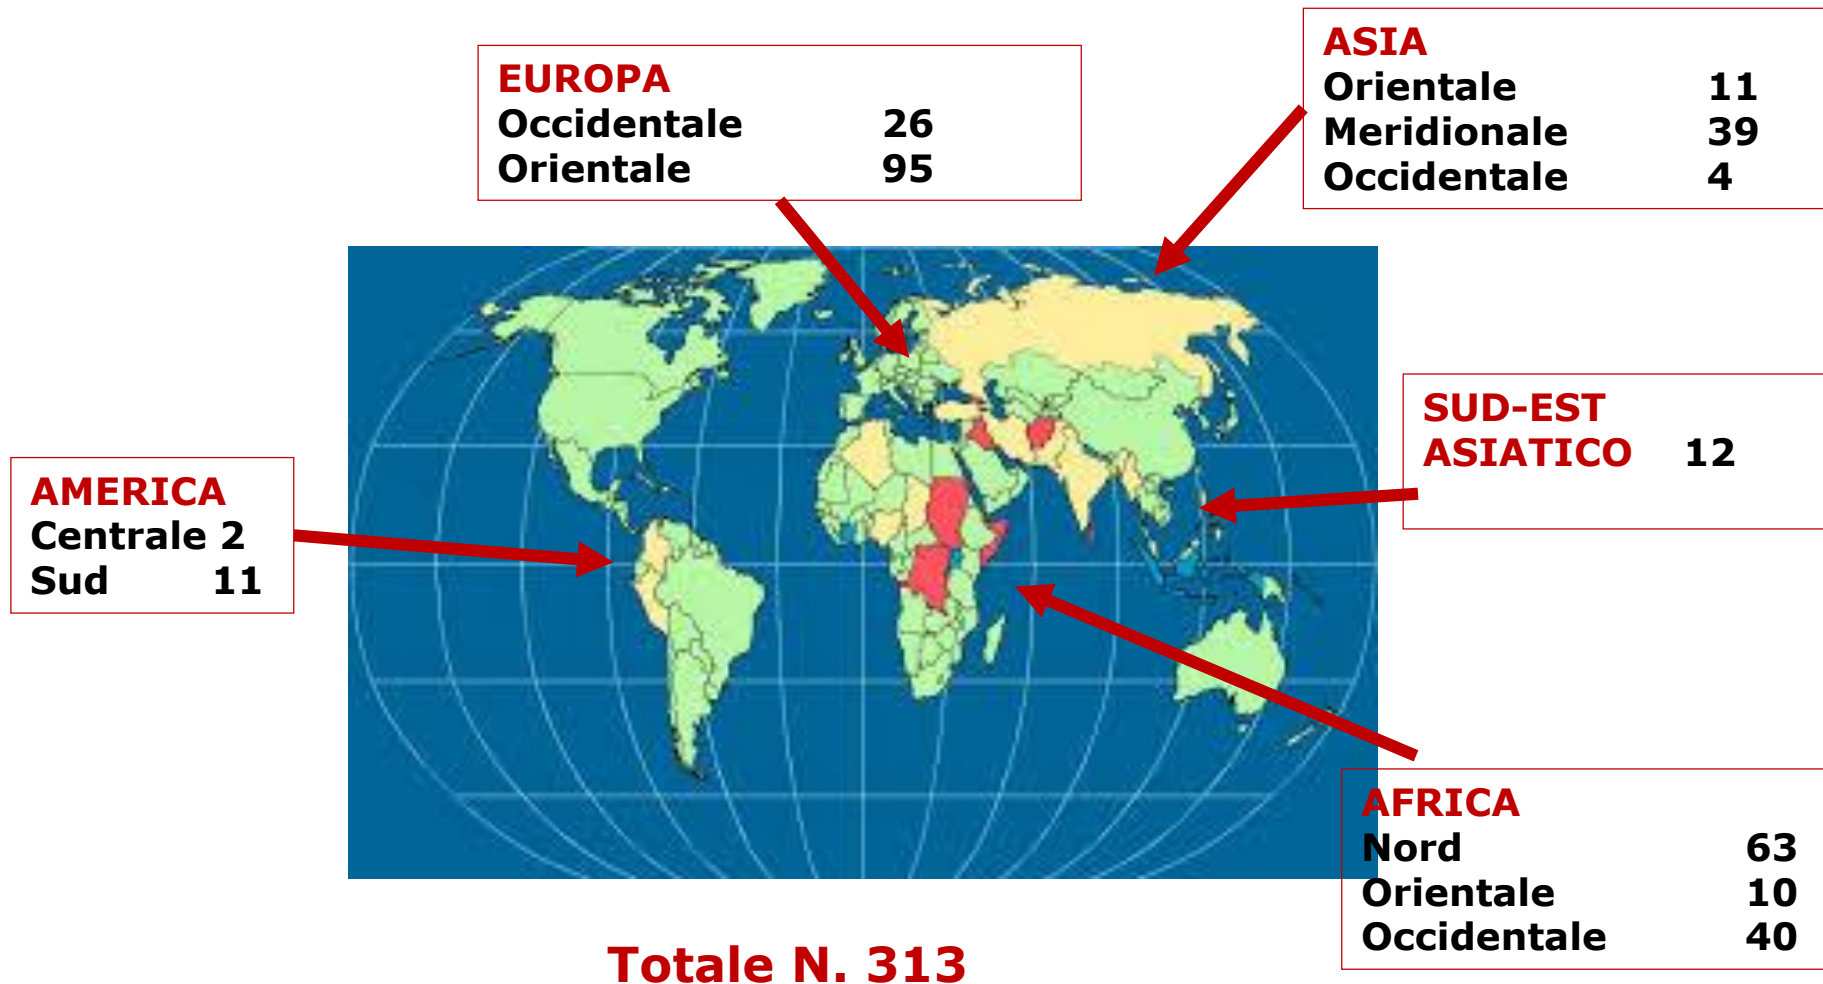 EUROPA
Occidentale 26
Orientale 95
ASIA
Orientale 11
Meridionale 39
Occidentale 4
SUD-EST
ASIATICO 12
AMERICA
Centrale 2
Sud 11
AFRICA
Nord 63
Orientale 10
Occidentale 40
Totale N. 313